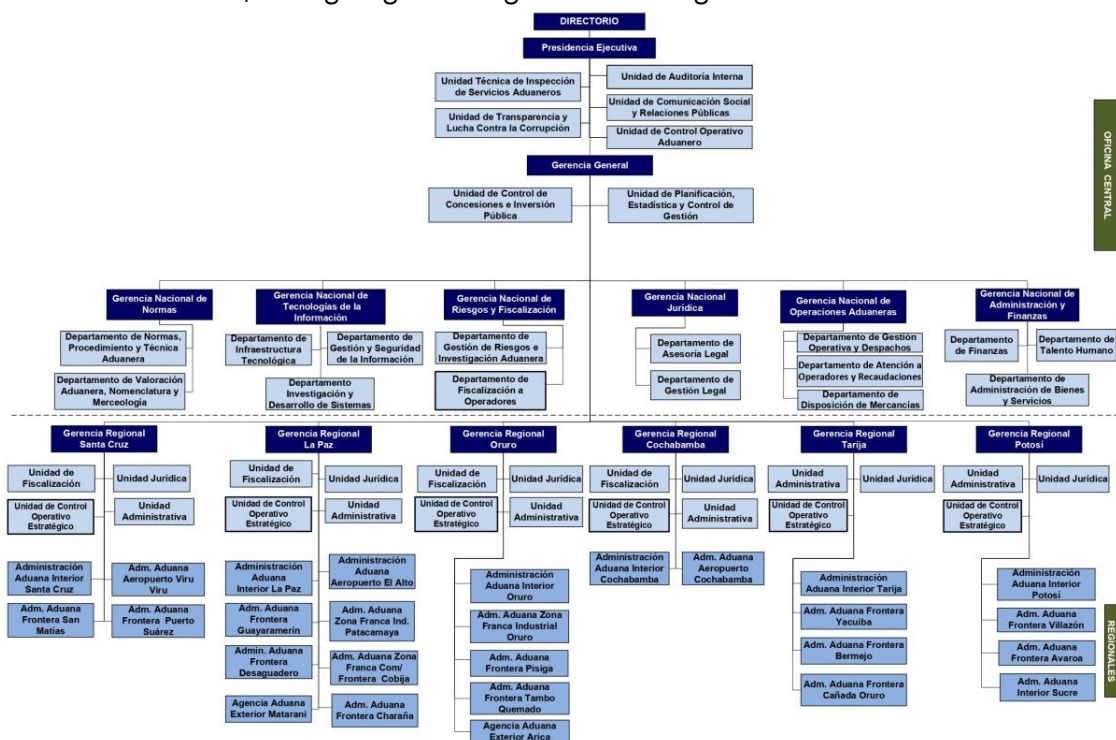 DIRECTORIO
Presidencia Ejecutiva
Unidad Técnica de Inspección
de Servicios Aduaneros
Unidad de Auditoría Interna
Unidad de Transparencia y
Lucha Contra la Corrupción
Unidad de Comunicación Social
y Relaciones Públicas
Unidad de Control Operativo
Aduanero
Gerencia General
Unidad de Control de
Concesiones e Inversión
Pública
Unidad de Planificación,
Estadística y Control de
Gestión
OFICINA CENTRAL
Gerencia Nacional de
Normas
Gerencia Nacional de
Tecnologías de la
Información
Gerencia Nacional de
Riesgos y Fiscalización
Gerencia Nacional
Jurídica
Gerencia Nacional de
Operaciones Aduaneras
Gerencia Nacional de
Administración y
Finanzas
Departamento de Normas,
Procedimiento y Técnica
Aduanera
Departamento de Valoración
Aduanera, Nomenclatura y
Merceología
Departamento de
Infraestructura
Tecnológica
Departamento de
Gestión y Seguridad
de la Información
Departamento
Investigación y
Desarrollo de Sistemas
Departamento de
Gestión de Riesgos e
Investigación Aduanera
Departamento de
Fiscalización a
Operadores
Departamento de
Asesoría Legal
Departamento de
Gestión Legal
Departamento de Gestión
Operativa y Despachos
Departamento de Atención a
Operadores y Recaudaciones
Departamento de
Disposición de Mercancías
Departamento
de Finanzas
Departamento de
Talento Humano
Departamento de
Administración de Bienes
y Servicios
Gerencia Regional
Santa Cruz
Unidad de
Fiscalización
Unidad Jurídica
Unidad de Control
Operativo
Estratégico
Unidad
Administrativa
Administración
Aduana Interior
Santa Cruz
Adm. Aduana
Aeropuerto Viru
Viru
Adm. Aduana
Frontera San
Matías
Adm. Aduana
Frontera Puerto
Suárez
Gerencia Regional
La Paz
Unidad de
Fiscalización
Unidad Jurídica
Unidad de Control
Operativo
Estratégico
Unidad
Administrativa
Administración
Aduana
Interior La Paz
Administración
Aduana
Aeropuerto El Alto
Adm. Aduana
Frontera
Guayaramerín
Adm. Aduana
Zona Franca Ind.
Patacamaya
Admin. Aduana
Frontera
Desaguadero
Adm. Aduana Zona
Franca Com/
Frontera Cobija
Agencia Aduana
Exterior Matarani
Adm. Aduana
Frontera Charaña
Gerencia Regional
Oruro
Unidad de
Fiscalización
Unidad Jurídica
Unidad de Control
Operativo
Estratégico
Unidad
Administrativa
Administración
Aduana Interior
Oruro
Adm. Aduana Zona
Franca Industrial
Oruro
Adm. Aduana
Frontera Pisiga
Adm. Aduana
Frontera Tambo
Quemado
Agencia Aduana
Exterior Arica
Gerencia Regional
Cochabamba
Unidad de
Fiscalización
Unidad Jurídica
Unidad de Control
Operativo
Estratégico
Unidad
Administrativa
Administración
Aduana Interior
Cochabamba
Adm. Aduana
Aeropuerto
Cochabamba
Gerencia Regional
Tarija
Unidad
Administrativa
Unidad Jurídica
Unidad de Control
Operativo
Estratégico
Administración
Aduana Interior Tarija
Adm. Aduana Frontera
Yacuiba
Adm. Aduana Frontera
Bermejo
Adm. Aduana Frontera
Cañada Oruro
Gerencia Regional
Potosí
Unidad
Administrativa
Unidad Jurídica
Unidad de Control
Operativo
Estratégico
Administración
Aduana Interior
Potosí
Adm. Aduana
Frontera Villazón
Adm. Aduana
Frontera Avaroa
Adm. Aduana
Interior Sucre
REGIONALES